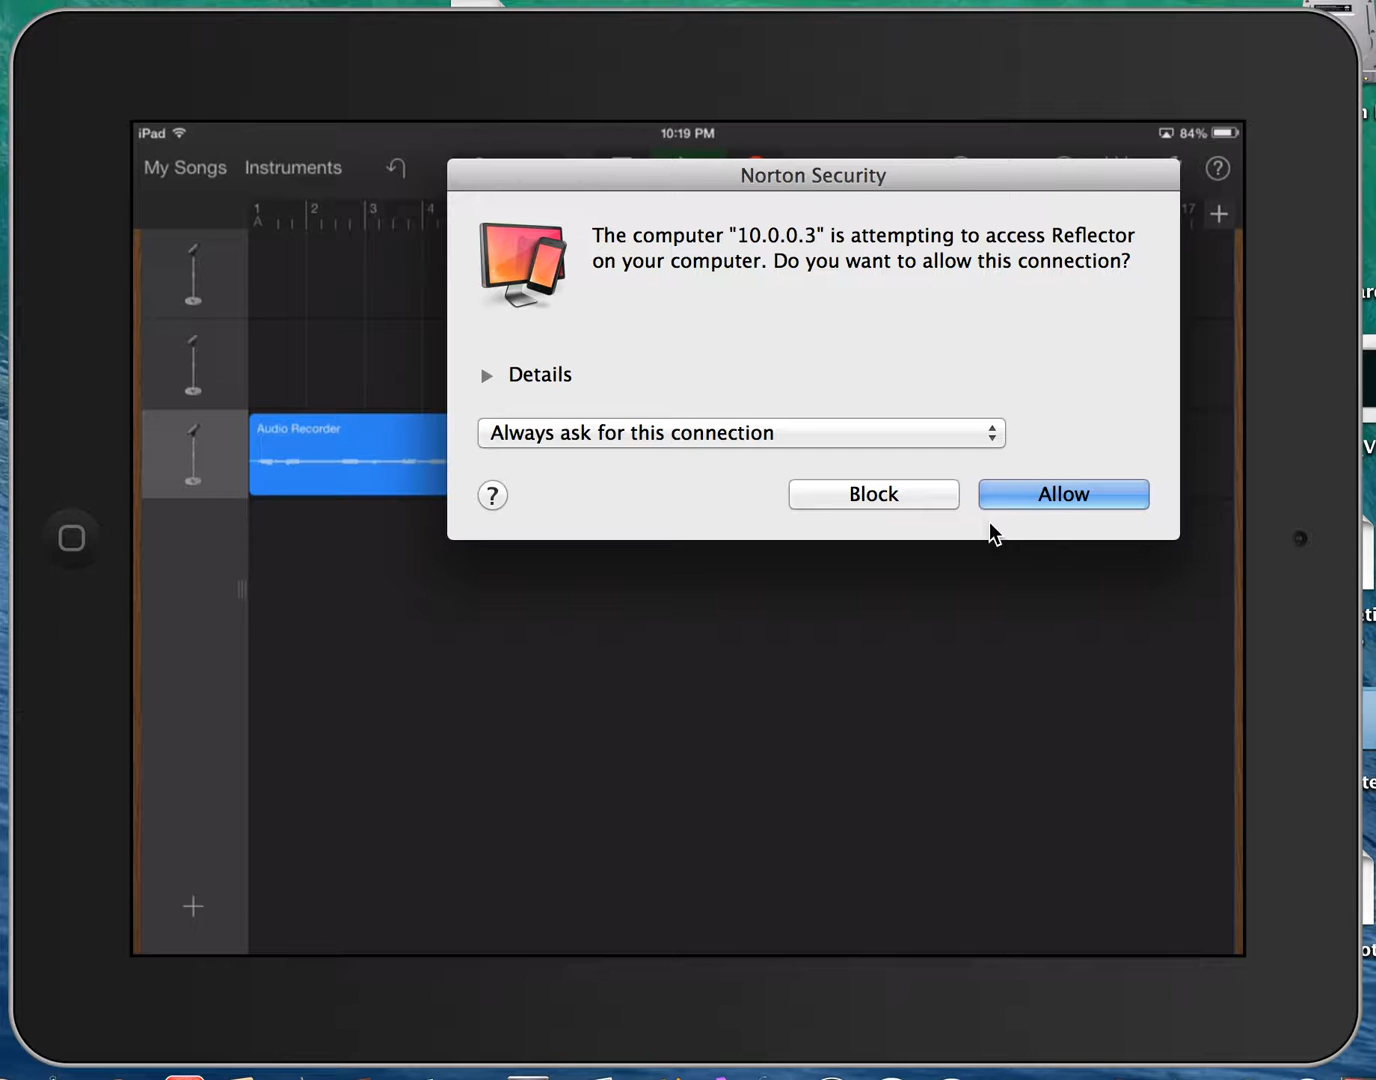 iPad
10:19 PM
84%
My Songs
Instruments
?
Norton Security
The computer "10.0.0.3" is attempting to access Reflector
on your computer. Do you want to allow this connection?
1
2
3
4
17
A
Audio Recorder
Details
Always ask for this connection
?
Block
Allow